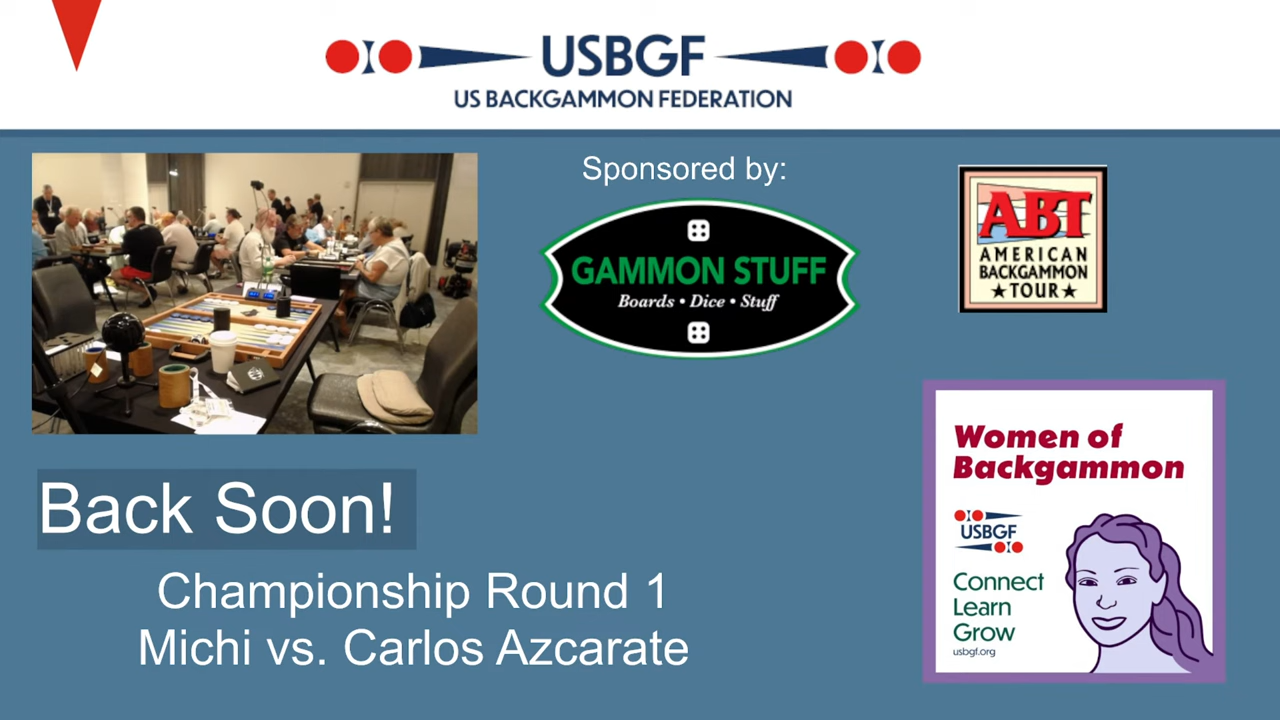 USBGF
US BACKGAMMON FEDERATION
Sponsored by:
GAMMON STUFF
Boards • Dice • Stuff
ABT
AMERICAN
BACKGAMMON
★TOUR★
Women of
Backgammon
USBGF
Connect
Learn
Grow
usbgf.org
Back Soon!
Championship Round 1
Michi vs. Carlos Azcarate